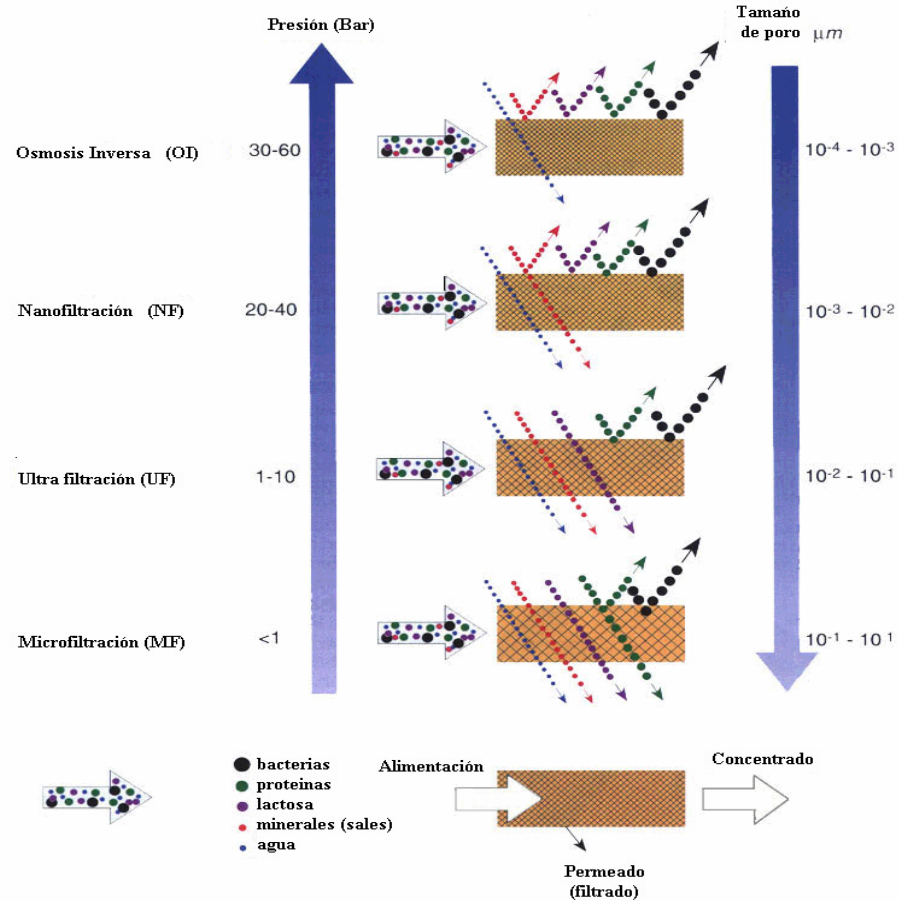 Presión (Bar)
Tamaño
de poro μm
Osmosis Inversa (OI) 30-60 10-4 - 10-3
Nanofiltración (NF) 20-40 10-3 - 10-2
Ultra filtración (UF) 1-10 10-2 - 10-1
Microfiltración (MF) <1 10-1 - 101
bacterias
proteinas
lactosa
minerales (sales)
agua
Alimentación
Concentrado
Permeado
(filtrado)